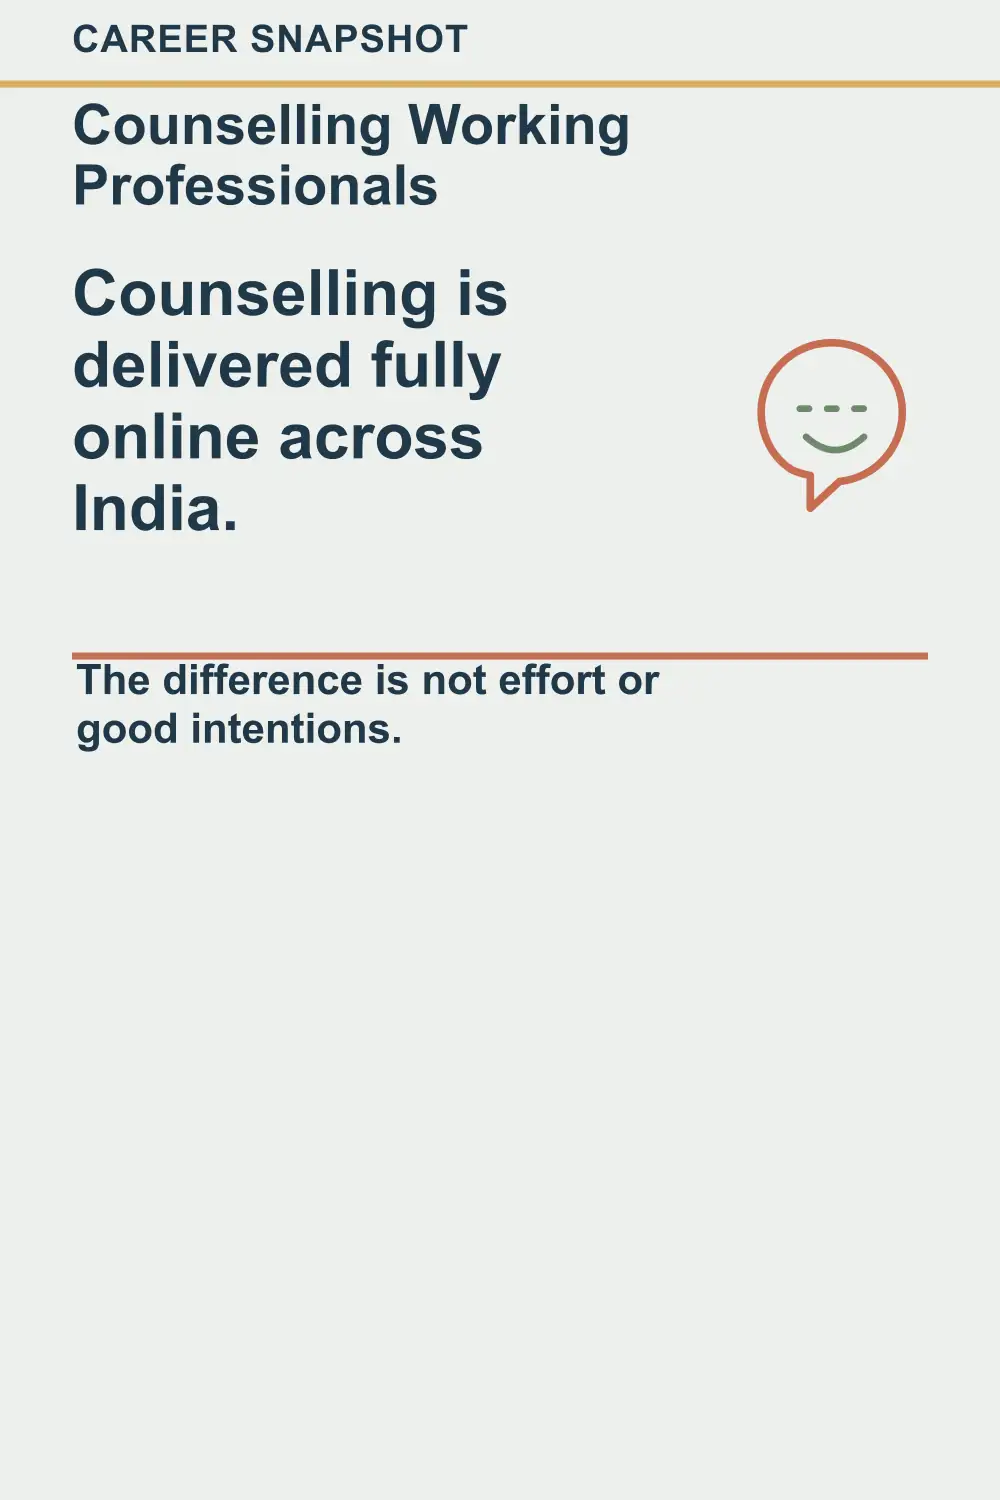 CAREER SNAPSHOT
Counselling Working
Professionals
Counselling is
delivered fully
online across
India.
The difference is not effort or
good intentions.